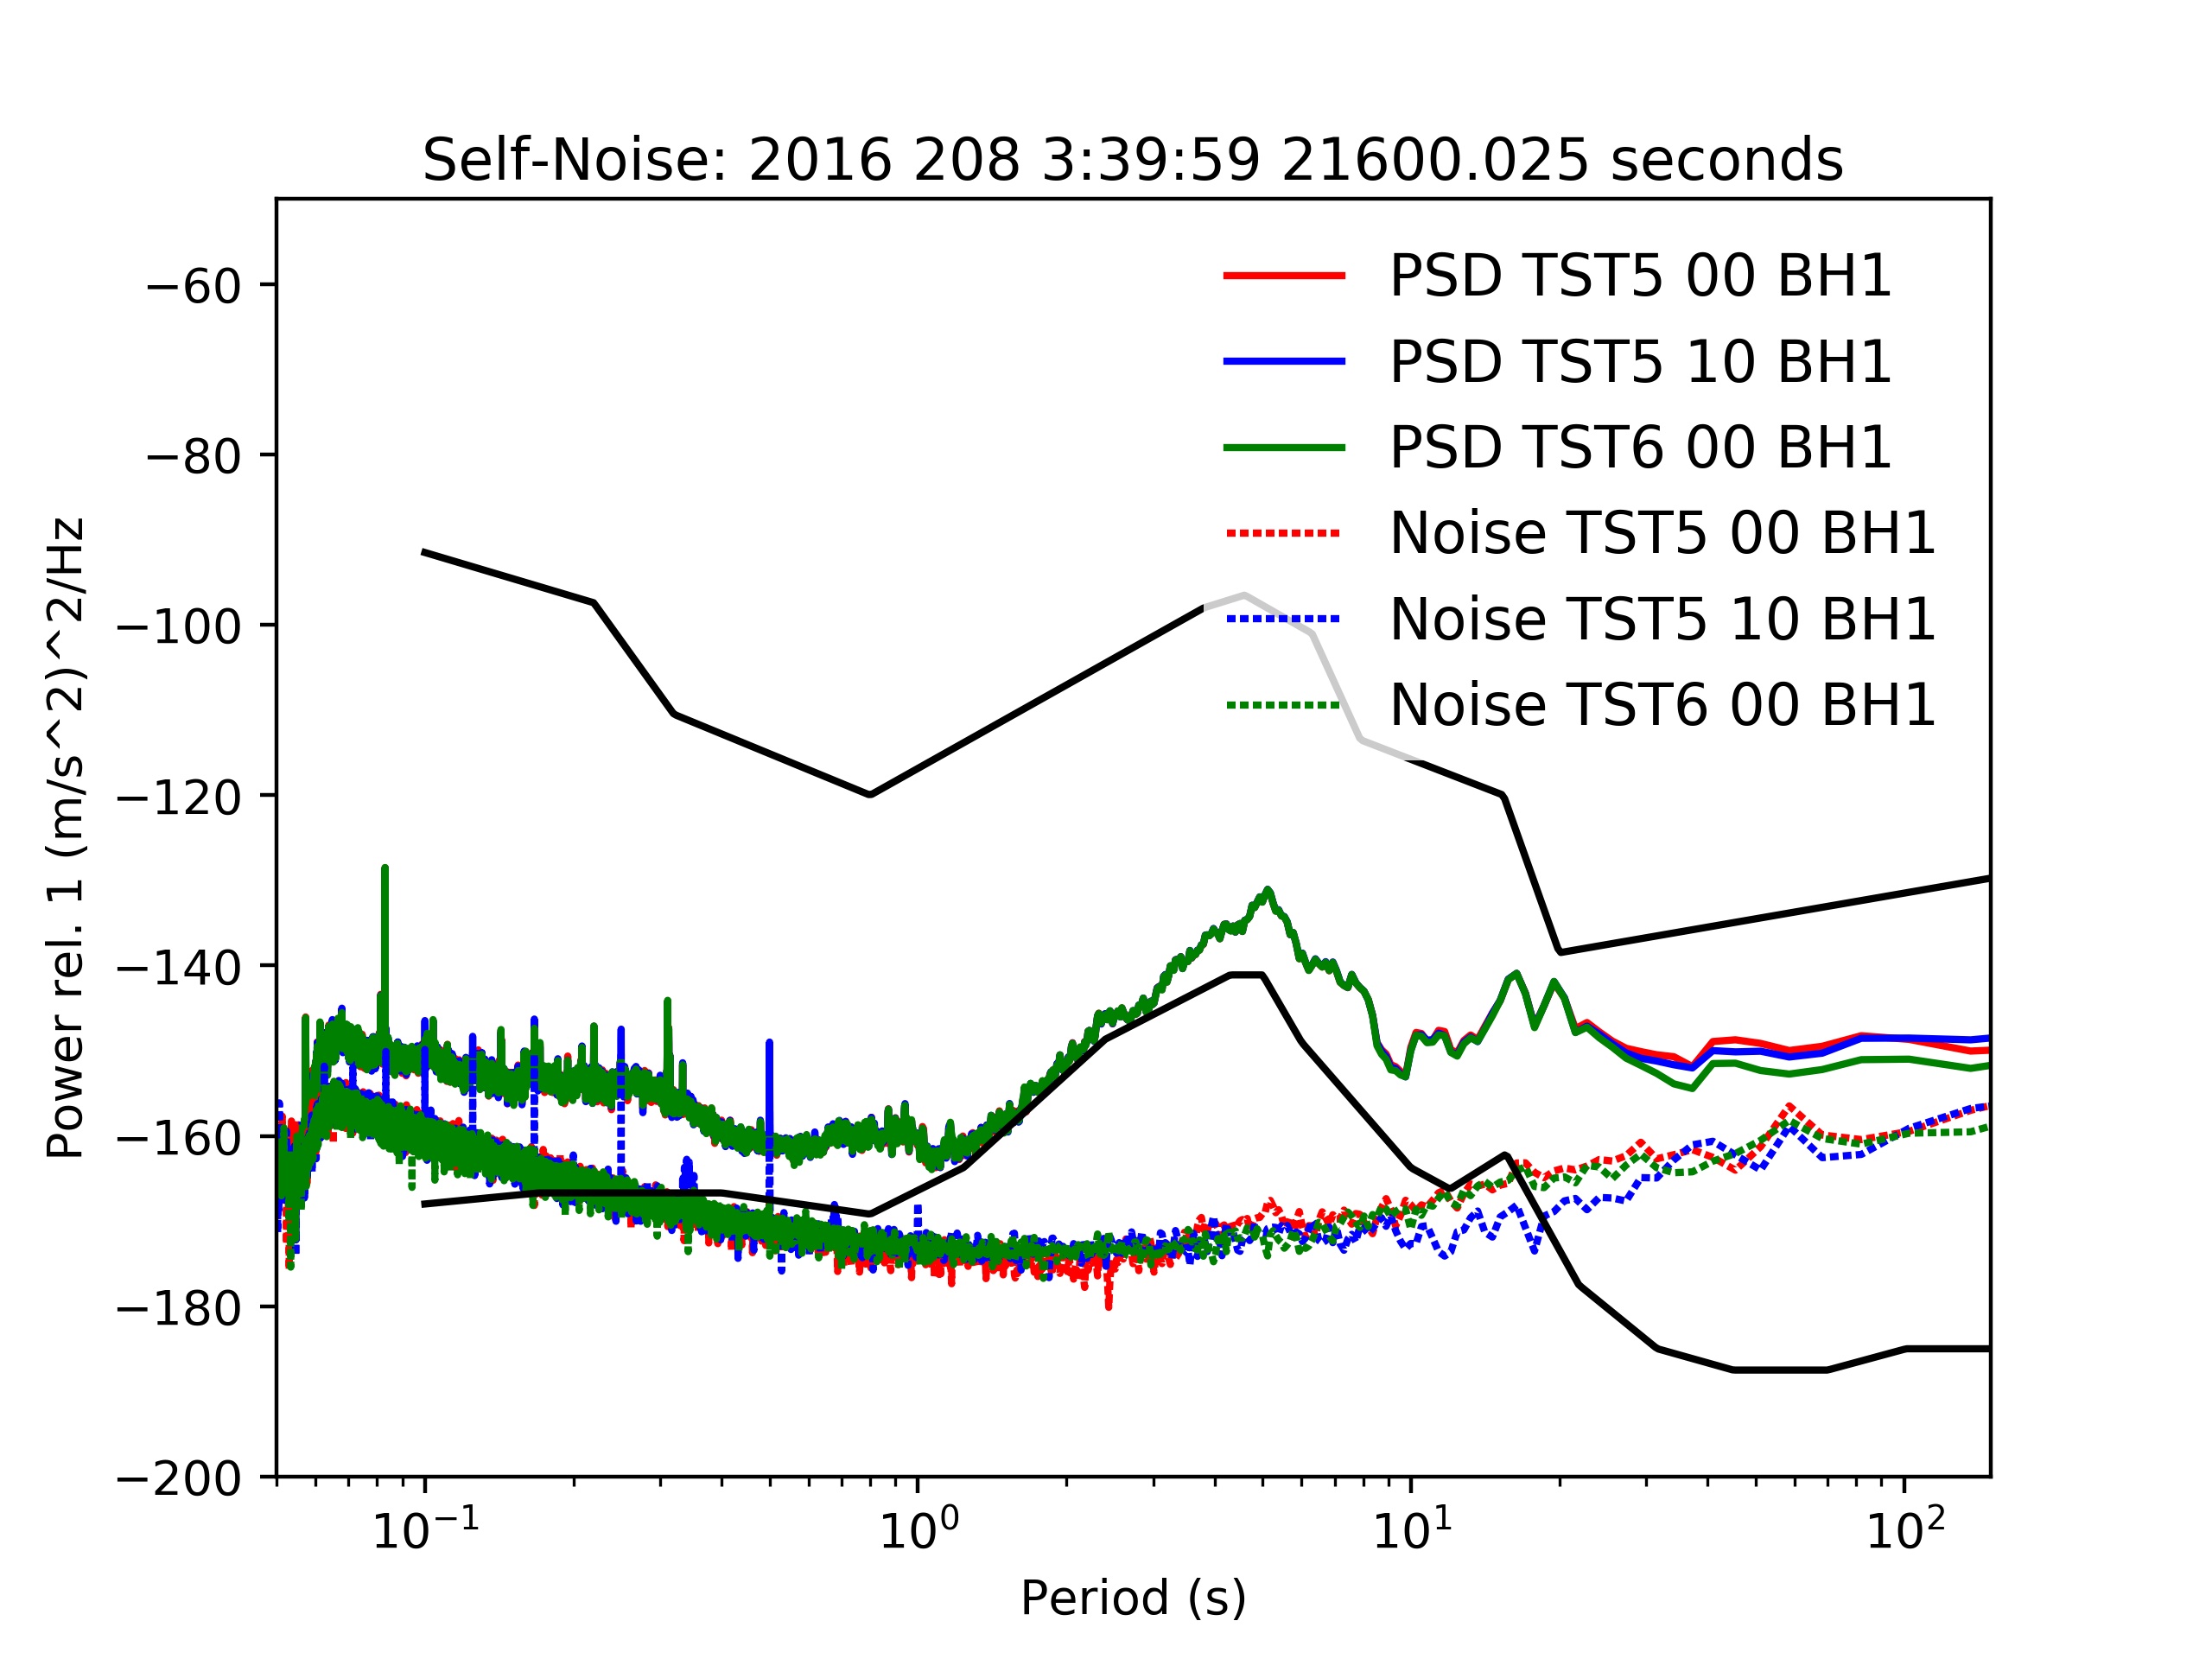 Self-Noise: 2016 208 3:39:59 21600.025 seconds
PSD TST5 00 BH1
PSD TST5 10 BH1
PSD TST6 00 BH1
Noise TST5 00 BH1
Noise TST5 10 BH1
Noise TST6 00 BH1
Power rel. 1 (m/s^2)^2/Hz
−60
−80
−100
−120
−140
−160
−180
−200
10⁻¹ 10⁰ 10¹ 10²
Period (s)